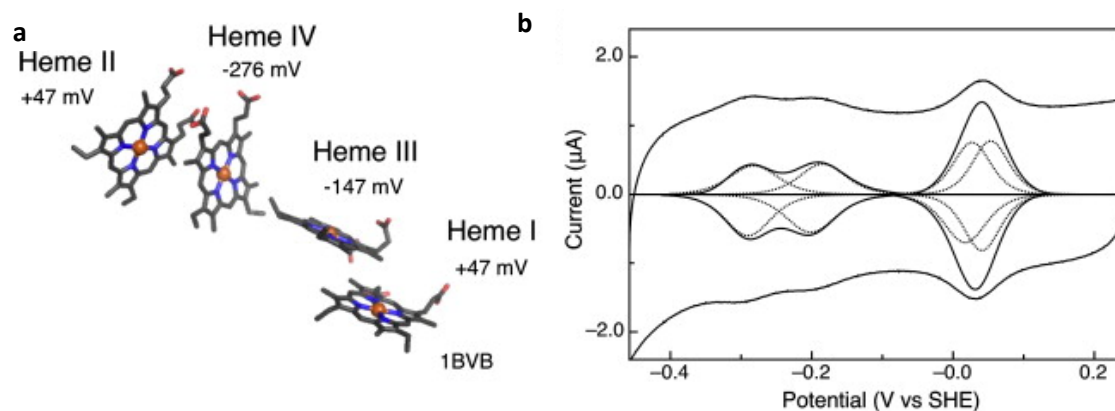 a
Heme II
+47 mV
Heme IV
-276 mV
Heme III
-147 mV
Heme I
+47 mV
1BVB
b
2.0
0.0
−2.0
Current (µA)
−0.4
−0.2
−0.0
0.2
Potential (V vs SHE)